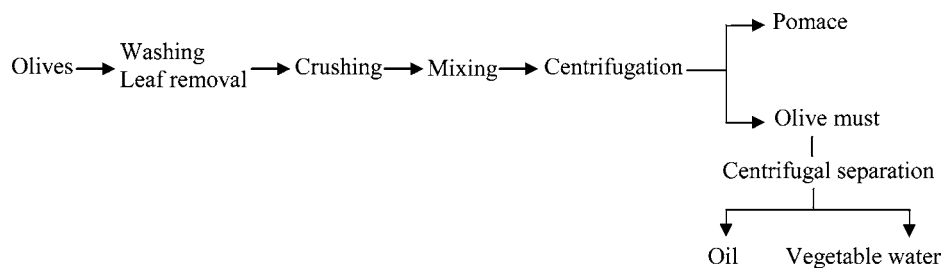 Pomace
Washing
Olives
Leaf removal
Crushing
Mixing
Centrifugation
Olive must
Centrifugal separation
Oil
Vegetable water